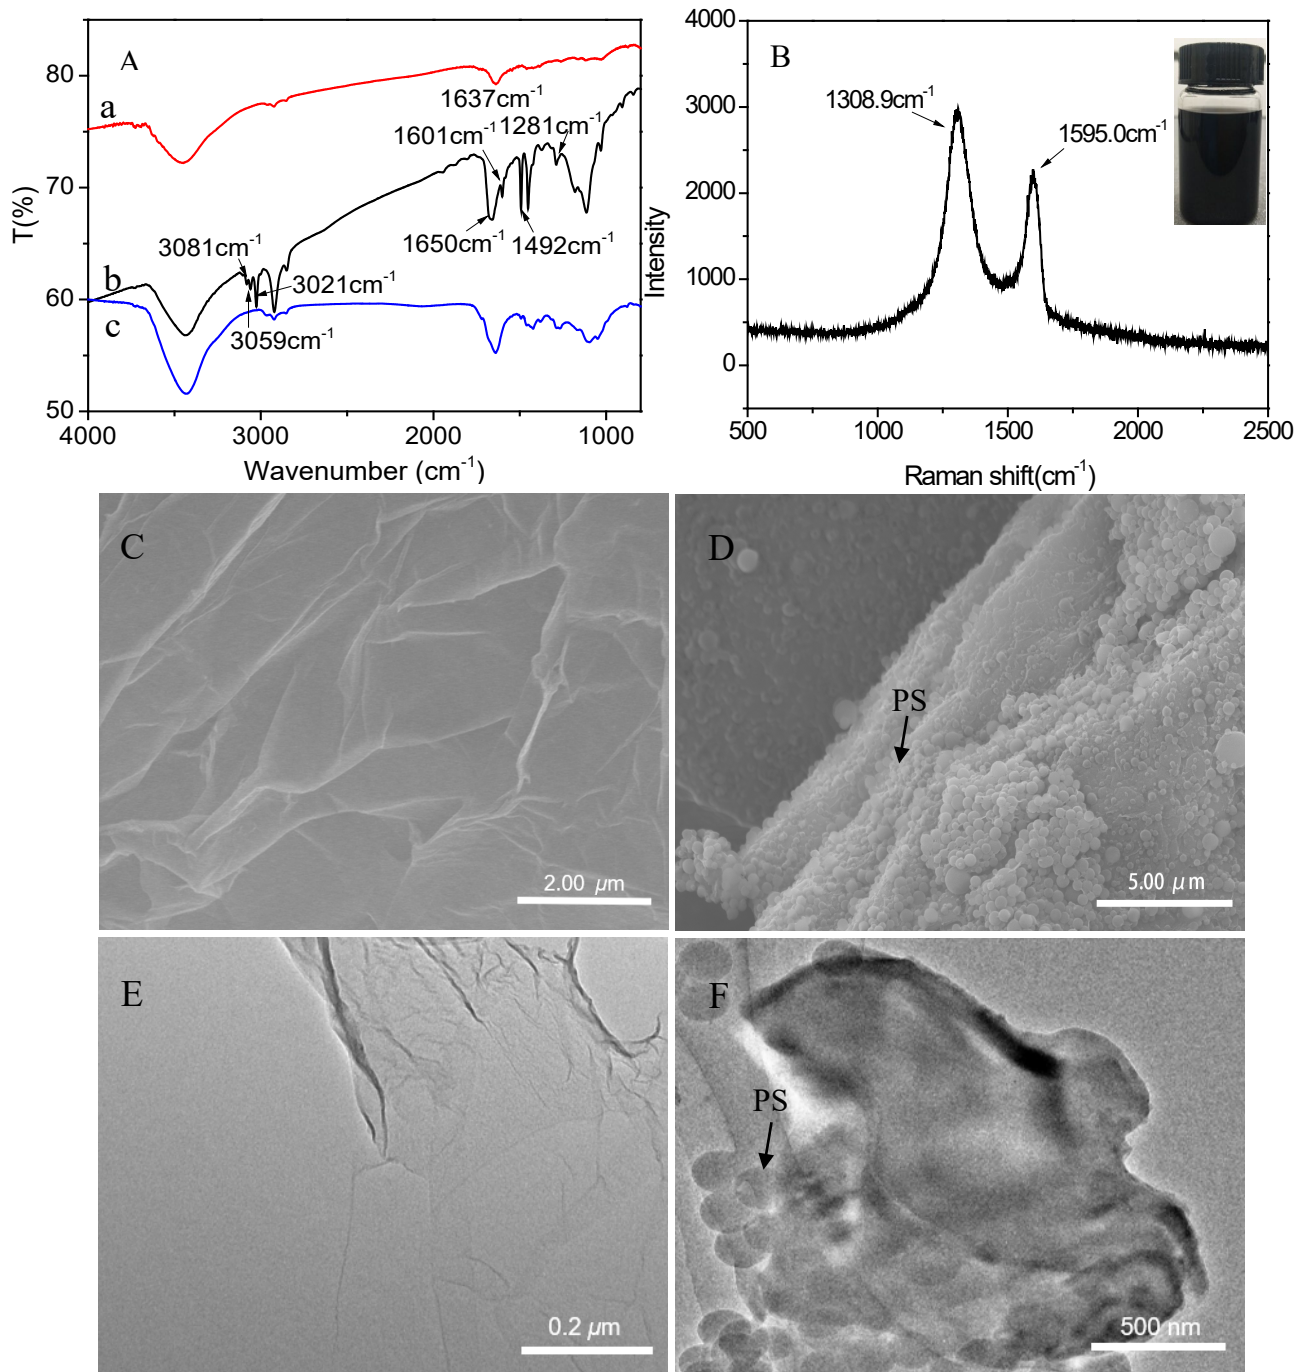 A
a
b
c
1637cm-1
1601cm-1
1281cm-1
1650cm-1
1492cm-1
3081cm-1
3021cm-1
3059cm-1
T(%)
80
70
60
50
4000 3000 2000 1000
Wavenumber (cm-1)
B
1308.9cm-1
1595.0cm-1
Intensity
4000
3000
2000
1000
0
500 1000 1500 2000 2500
Raman shift(cm-1)
C
2.00 μm
D
PS
5.00 μm
E
0.2 μm
F
PS
500 nm